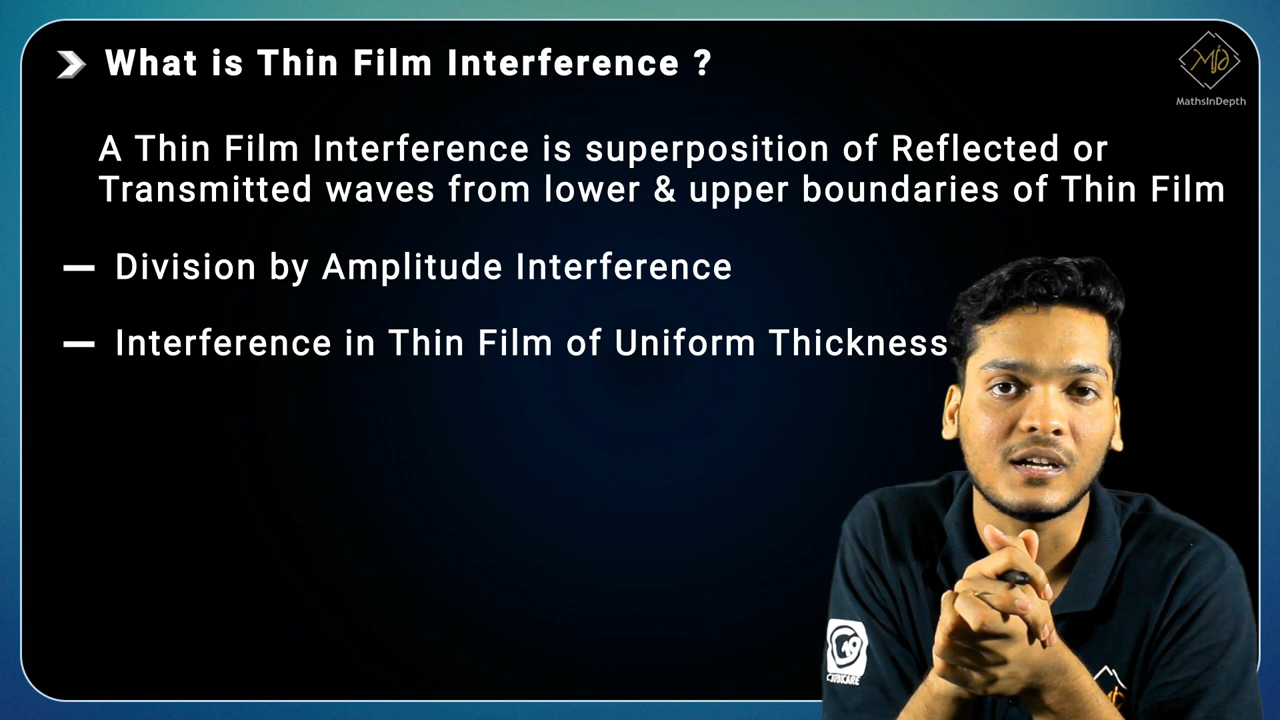 What is Thin Film Interference ?
MathsInDepth
A Thin Film Interference is superposition of Reflected or
Transmitted waves from lower & upper boundaries of Thin Film
— Division by Amplitude Interference
— Interference in Thin Film of Uniform Thickness